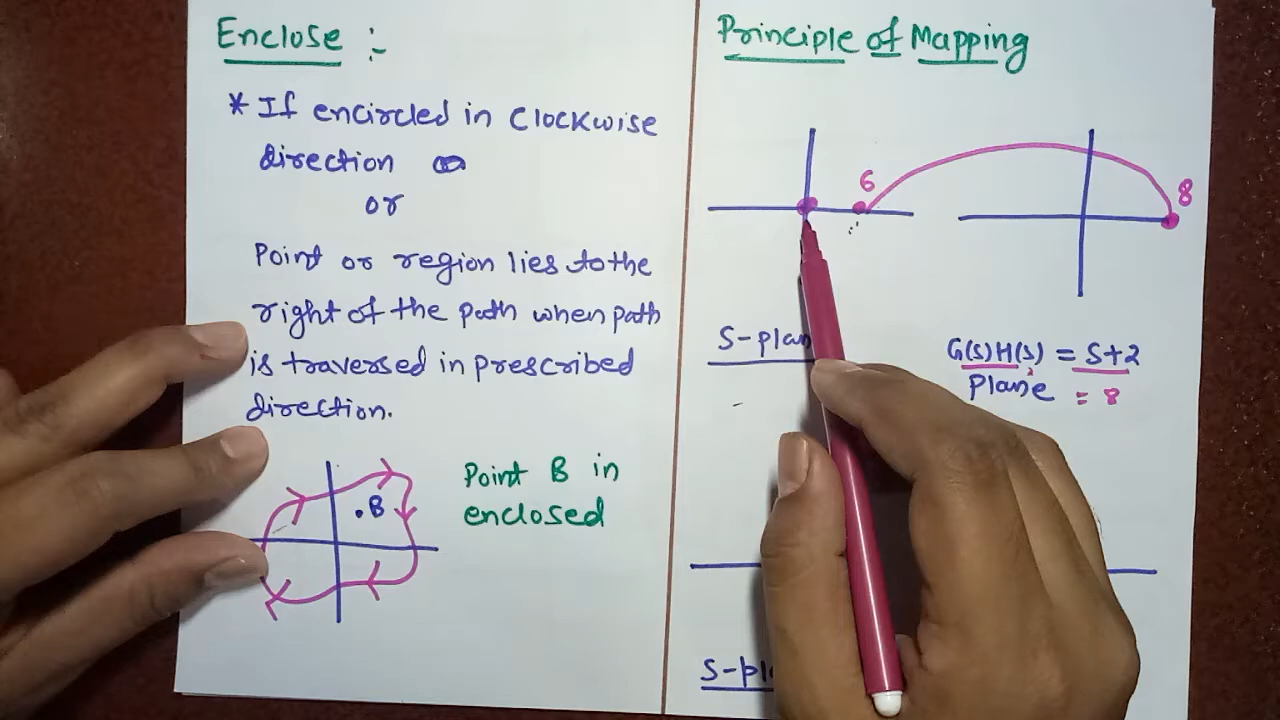 Enclose :-
* If encircled in Clockwise
direction
or
Point or region lies to the
right of the path when path
is traversed in prescribed
direction.
.B
Point B in
enclosed
Principle of Mapping
6
8
S-plan
G(s)H(s) = S+2
Plane = 8
S-pl